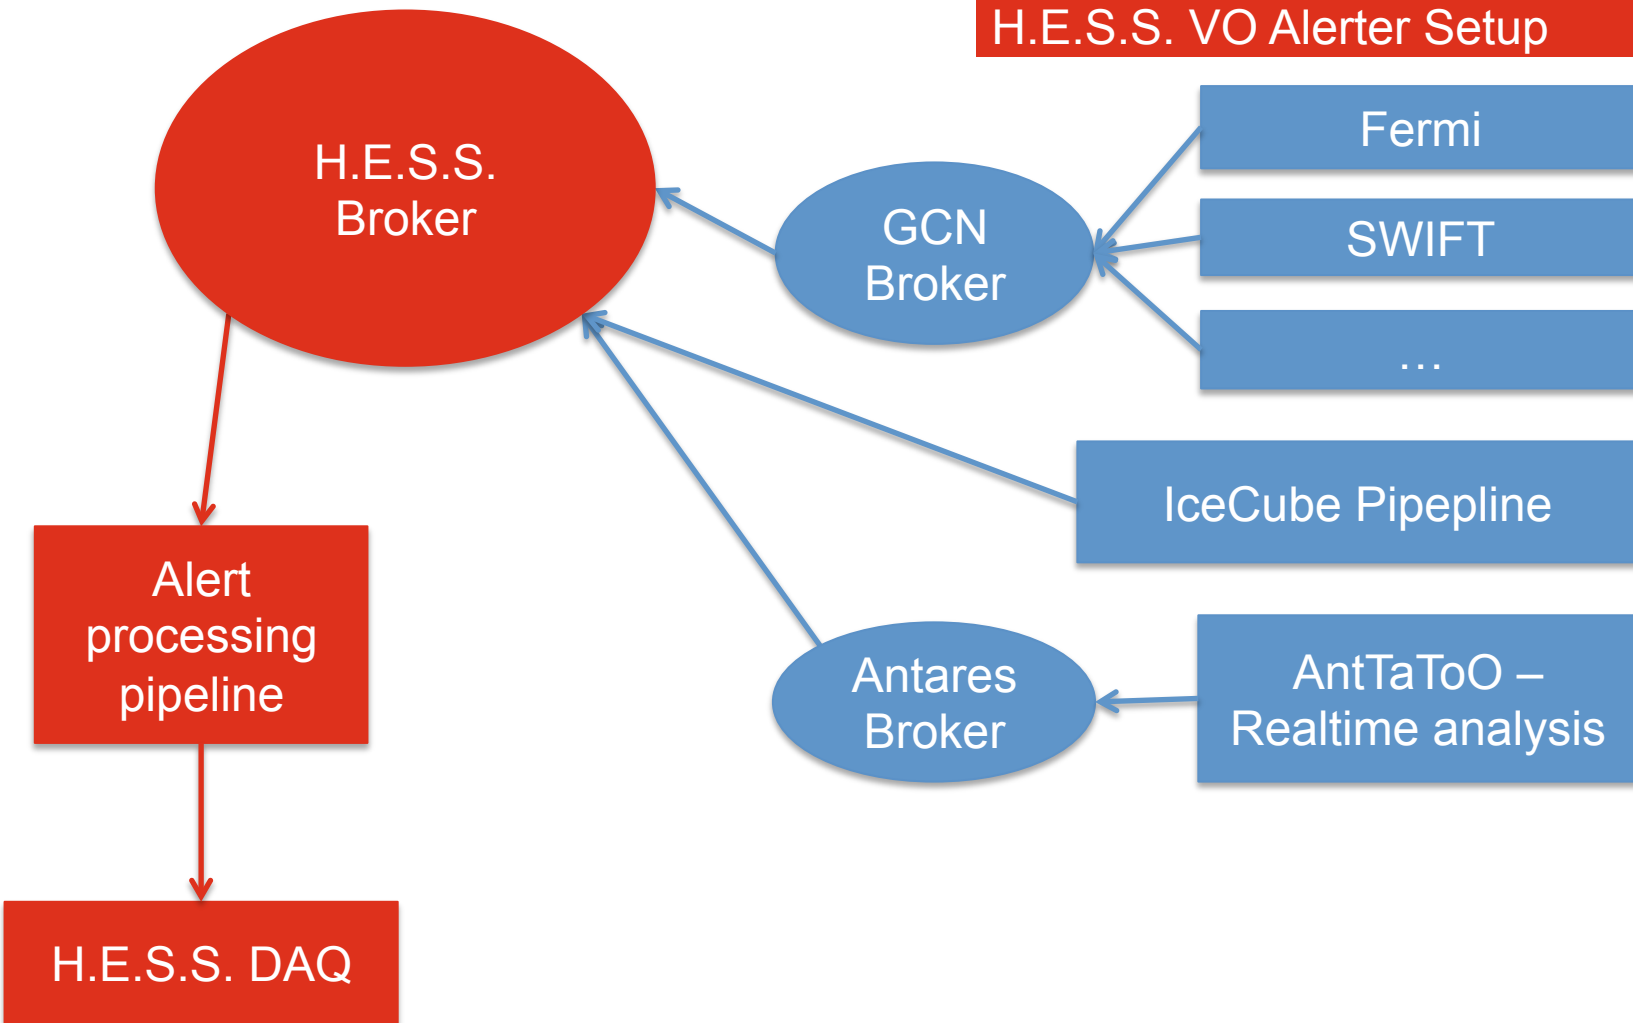 H.E.S.S. VO Alerter Setup
H.E.S.S.
Broker
GCN
Broker
Fermi
SWIFT
...
IceCube Pipepline
Antares
Broker
AntTaToO –
Realtime analysis
Alert
processing
pipeline
H.E.S.S. DAQ